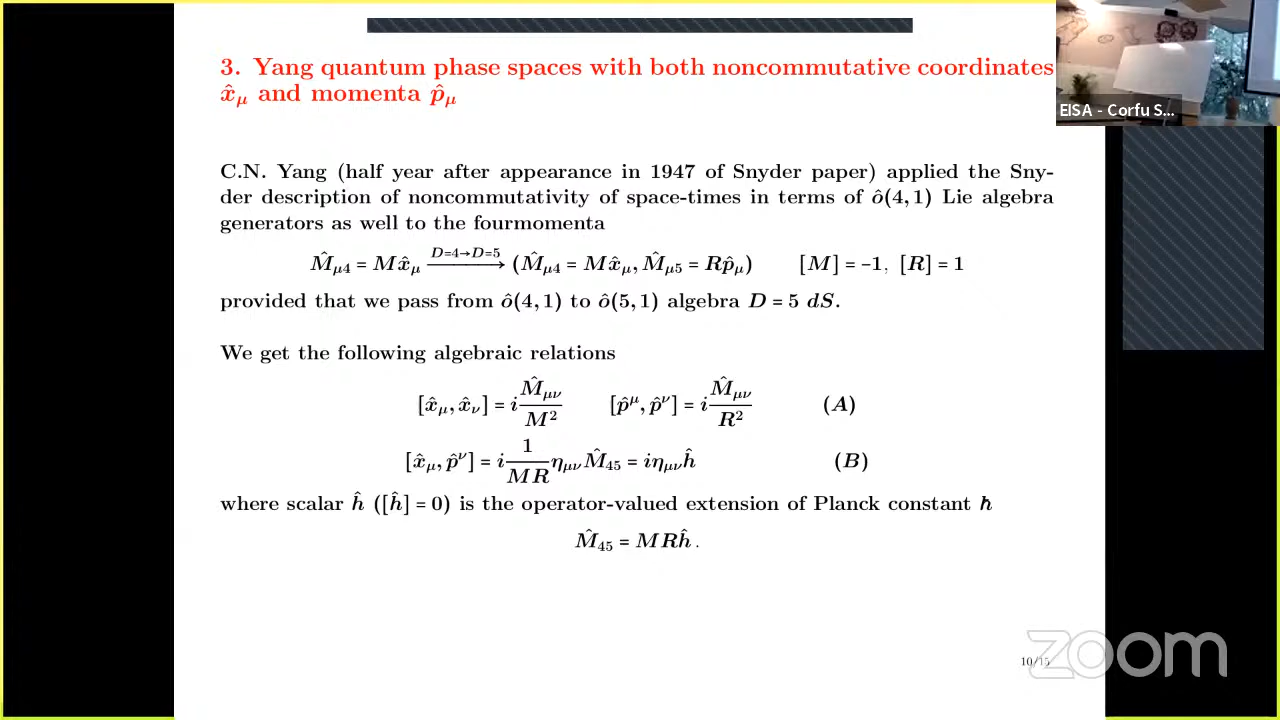 3. Yang quantum phase spaces with both noncommutative coordinates
x̂_μ and momenta p̂_μ
EISA - Corfu S...
C.N. Yang (half year after appearance in 1947 of Snyder paper) applied the Sny-
der description of noncommutativity of space-times in terms of ô(4,1) Lie algebra
generators as well to the fourmomenta
M̂_μ4 = M x̂_μ --D=4→D=5--> (M̂_μ4 = M x̂_μ, M̂_μ5 = R p̂_μ) [M] = −1, [R] = 1
provided that we pass from ô(4,1) to ô(5,1) algebra D = 5 dS.
We get the following algebraic relations
[x̂_μ, x̂_ν] = i M̂_μν / M² [p̂^μ, p̂^ν] = i M̂_μν / R² (A)
[x̂_μ, p̂^ν] = i 1/(MR) η_μν M̂_45 = i η_μν ĥ (B)
where scalar ĥ ([ĥ] = 0) is the operator-valued extension of Planck constant ħ
M̂_45 = MRĥ.
10/15
zoom